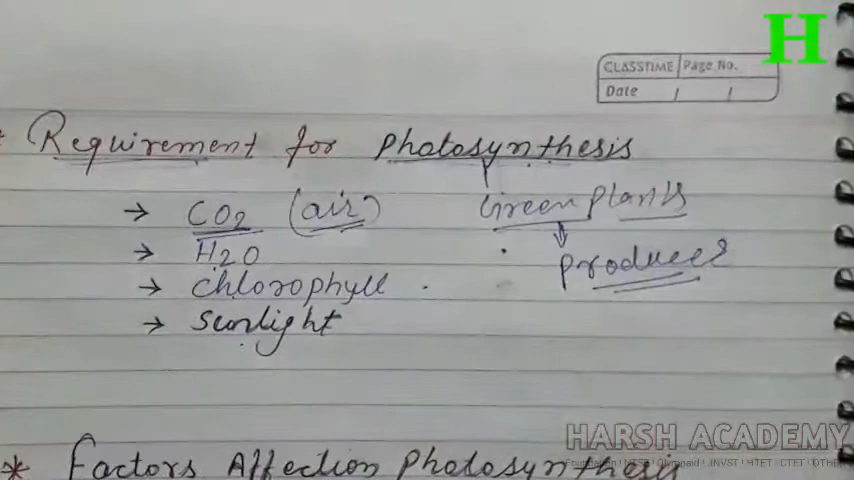 H
CLASSTIME Page No.
Date / /
Requirement for Photosynthesis
→ CO2 (air) Green Plants
→ H2O
producer
→ chlorophyll
→ Sunlight
HARSH ACADEMY
* Factors Affection Photosynthesis